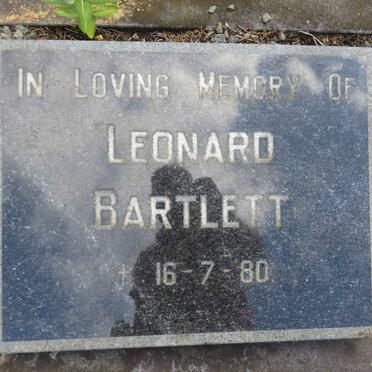 IN LOVING MEMORY OF
LEONARD
BARTLETT
+ 16-7-80